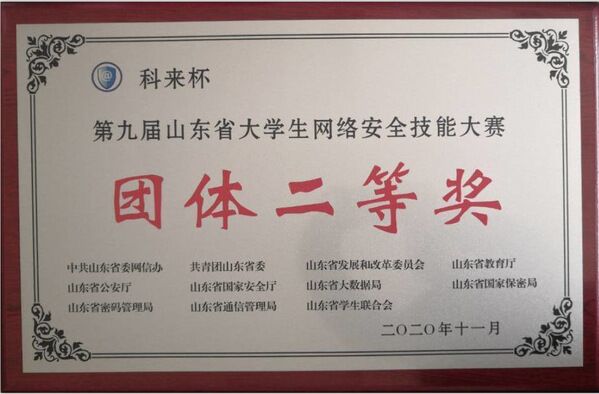 科来杯
第九届山东省大学生网络安全技能大赛
团体二等奖
中共山东省委网信办 共青团山东省委 山东省发展和改革委员会 山东省教育厅
山东省公安厅 山东省国家安全厅 山东省大数据局 山东省国家保密局
山东省密码管理局 山东省通信管理局 山东省学生联合会
二〇二〇年十一月